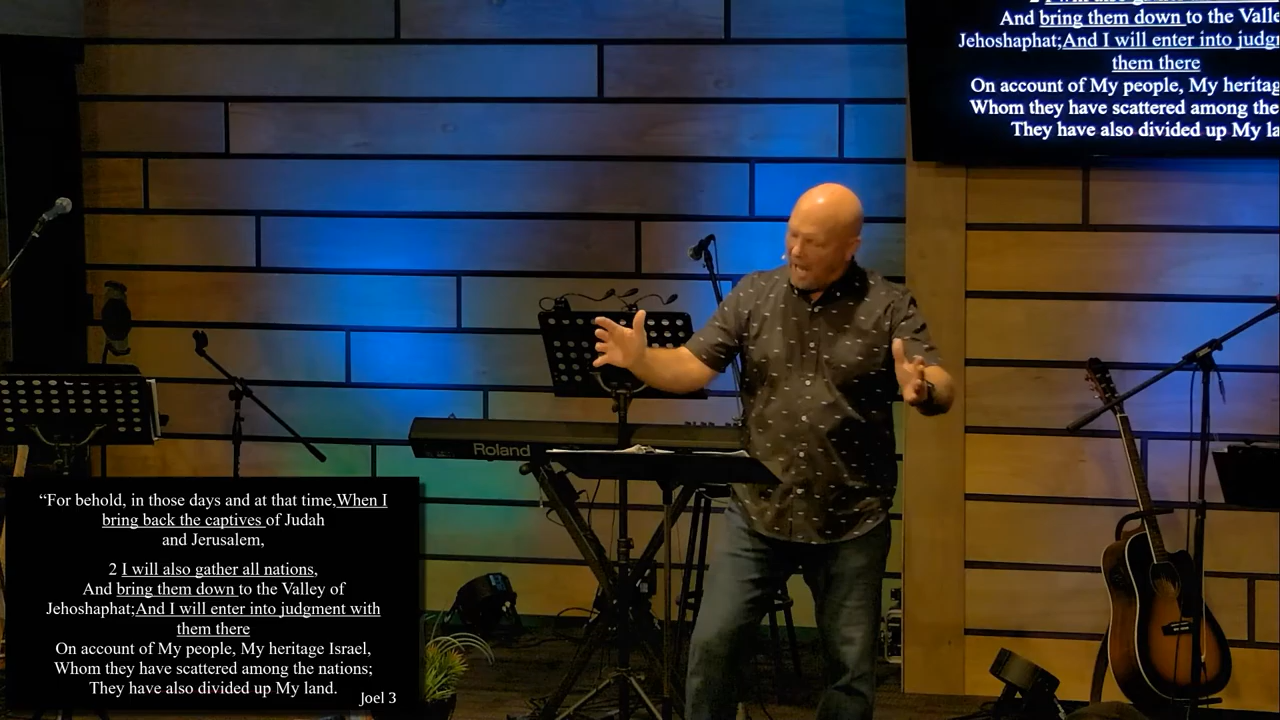 And bring them down to the
Jehoshaphat;And I will enter into
them there
On account of My people, My
Whom they have scattered among the
They have also divided up My
Roland
“For behold, in those days and at that time,When I
bring back the captives of Judah
and Jerusalem,
2 I will also gather all nations,
And bring them down to the Valley of
Jehoshaphat;And I will enter into judgment with
them there
On account of My people, My heritage Israel,
Whom they have scattered among the nations;
They have also divided up My land.
Joel 3